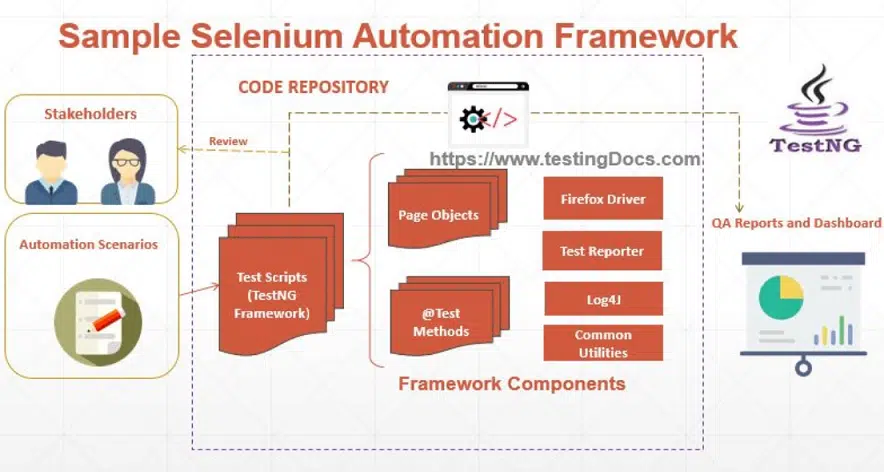 Sample Selenium Automation Framework
CODE REPOSITORY
Stakeholders
Review
</>
https://www.testingDocs.com
TestNG
Automation Scenarios
Test Scripts
(TestNG
Framework)
Page Objects
@Test
Methods
Firefox Driver
Test Reporter
Log4J
Common
Utilities
Framework Components
QA Reports and Dashboard